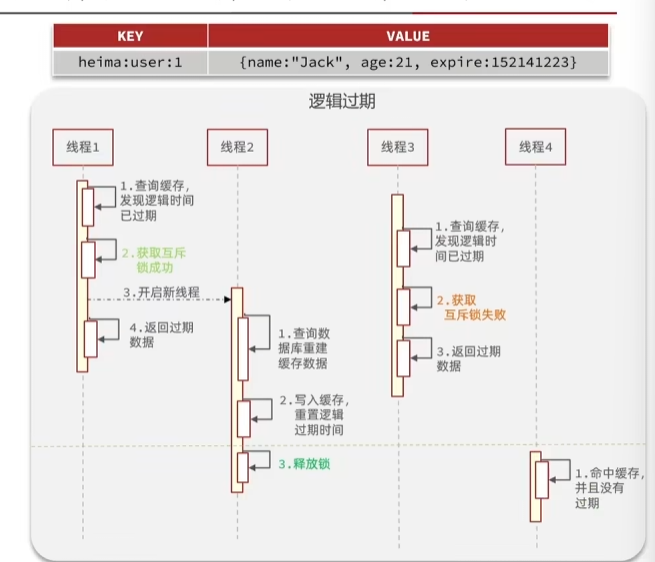 KEY VALUE
heima:user:1 {name:"Jack", age:21, expire:152141223}
逻辑过期
线程1 线程2 线程3 线程4
1.查询缓存，
发现逻辑时间
已过期
2.获取互斥
锁成功
3.开启新线程
4.返回过期
数据
1.查询数
据库重建
缓存数据
2.写入缓存，
重置逻辑
过期时间
3.释放锁
1.查询缓存，
发现逻辑时
间已过期
2.获取
互斥锁失败
3.返回过期
数据
1.命中缓存，
并且没有
过期